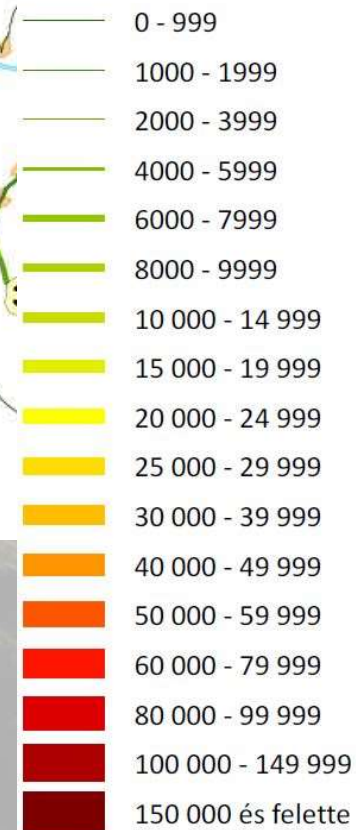 0 - 999
1000 - 1999
2000 - 3999
4000 - 5999
6000 - 7999
8000 - 9999
10 000 - 14 999
15 000 - 19 999
20 000 - 24 999
25 000 - 29 999
30 000 - 39 999
40 000 - 49 999
50 000 - 59 999
60 000 - 79 999
80 000 - 99 999
100 000 - 149 999
150 000 és felette